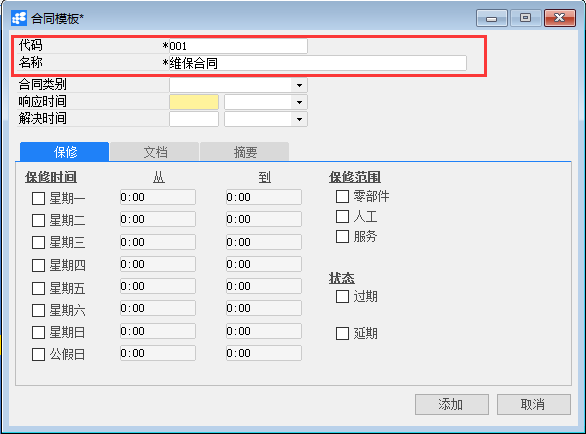 合同模板*
代码 *001
名称 *维保合同
合同类别
响应时间
解决时间
保修 文档 摘要
保修时间 从 到 保修范围
星期一 0:00 0:00 零部件
星期二 0:00 0:00 人工
星期三 0:00 0:00 服务
星期四 0:00 0:00 状态
星期五 0:00 0:00 过期
星期六 0:00 0:00
星期日 0:00 0:00 延期
公假日 0:00 0:00
添加 取消